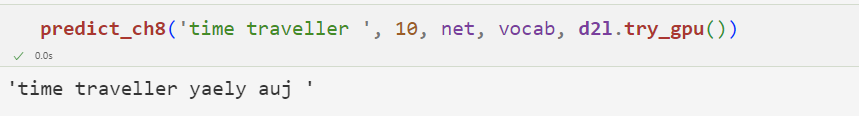 predict_ch8('time traveller ', 10, net, vocab, d2l.try_gpu())
✓ 0.0s
'time traveller yaely auj '